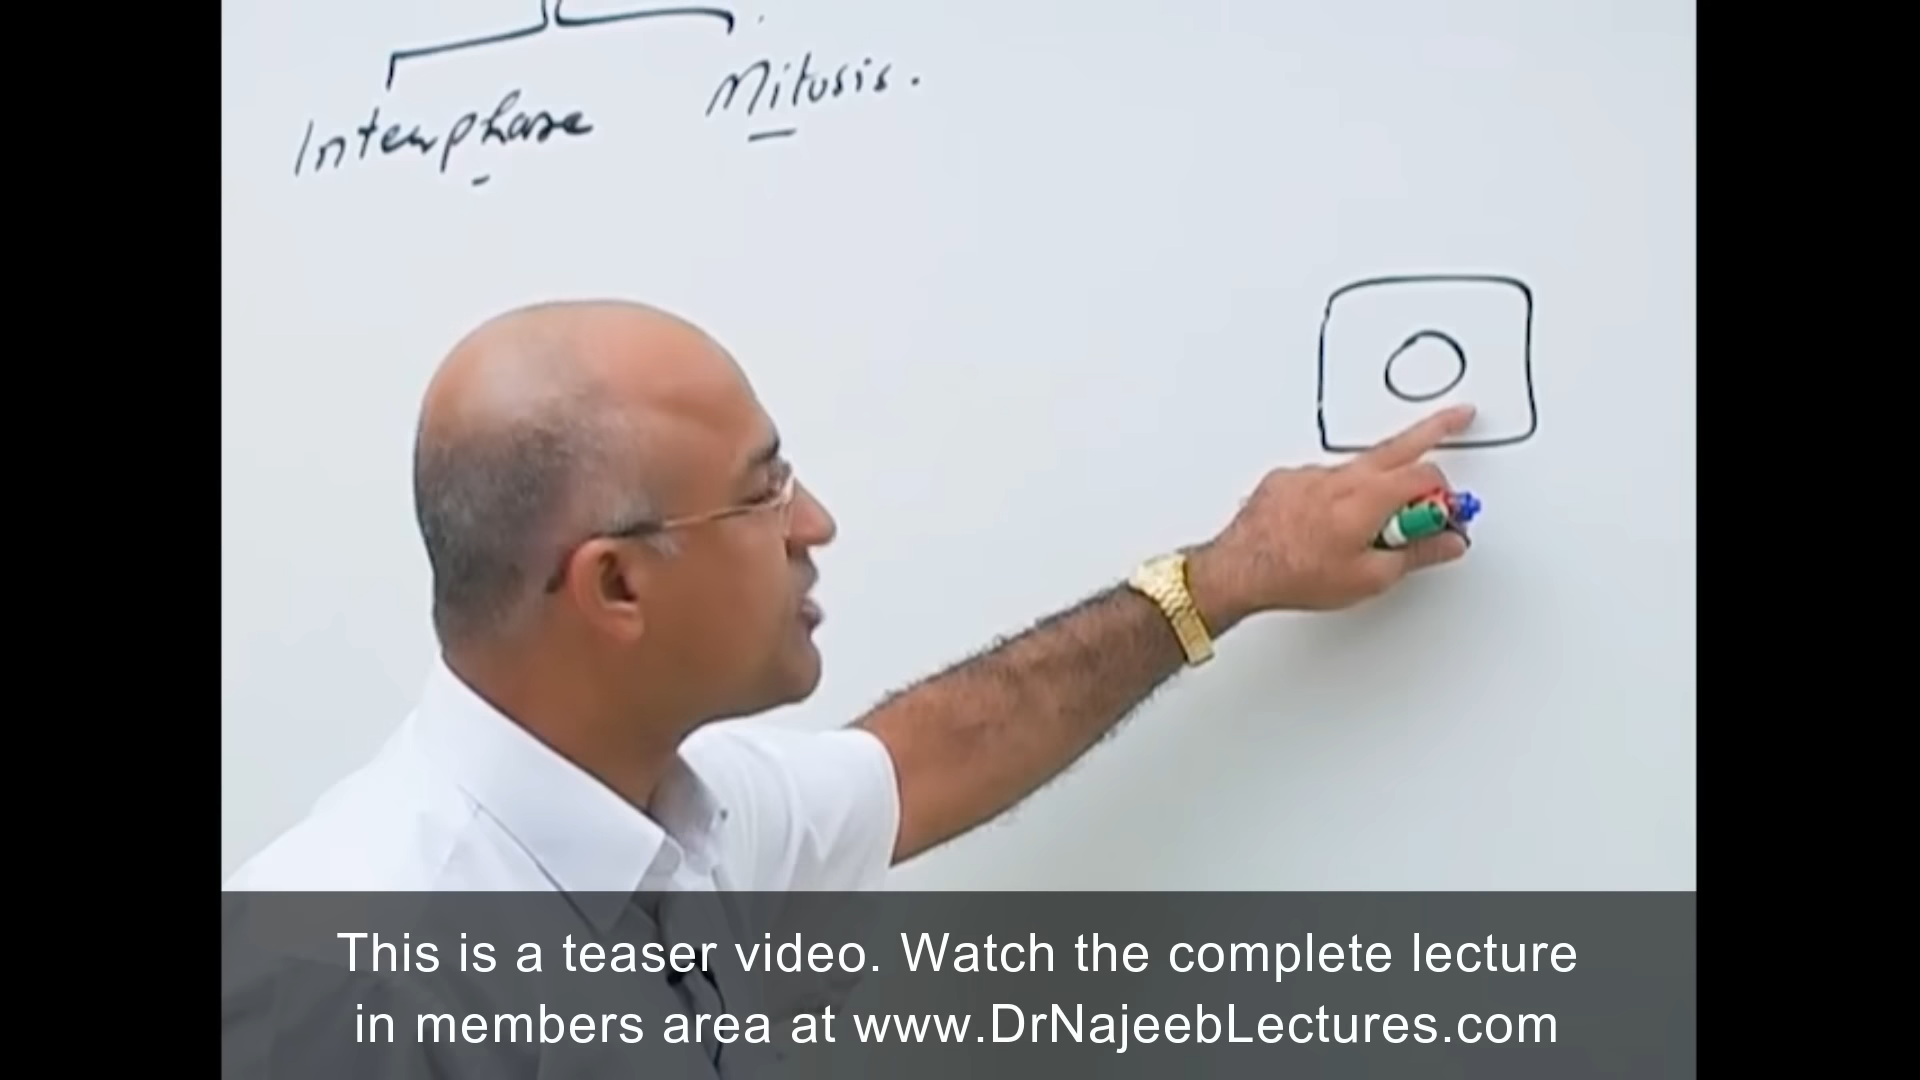 Interphase
Mitosis.
This is a teaser video. Watch the complete lecture
in members area at www.DrNajeebLectures.com